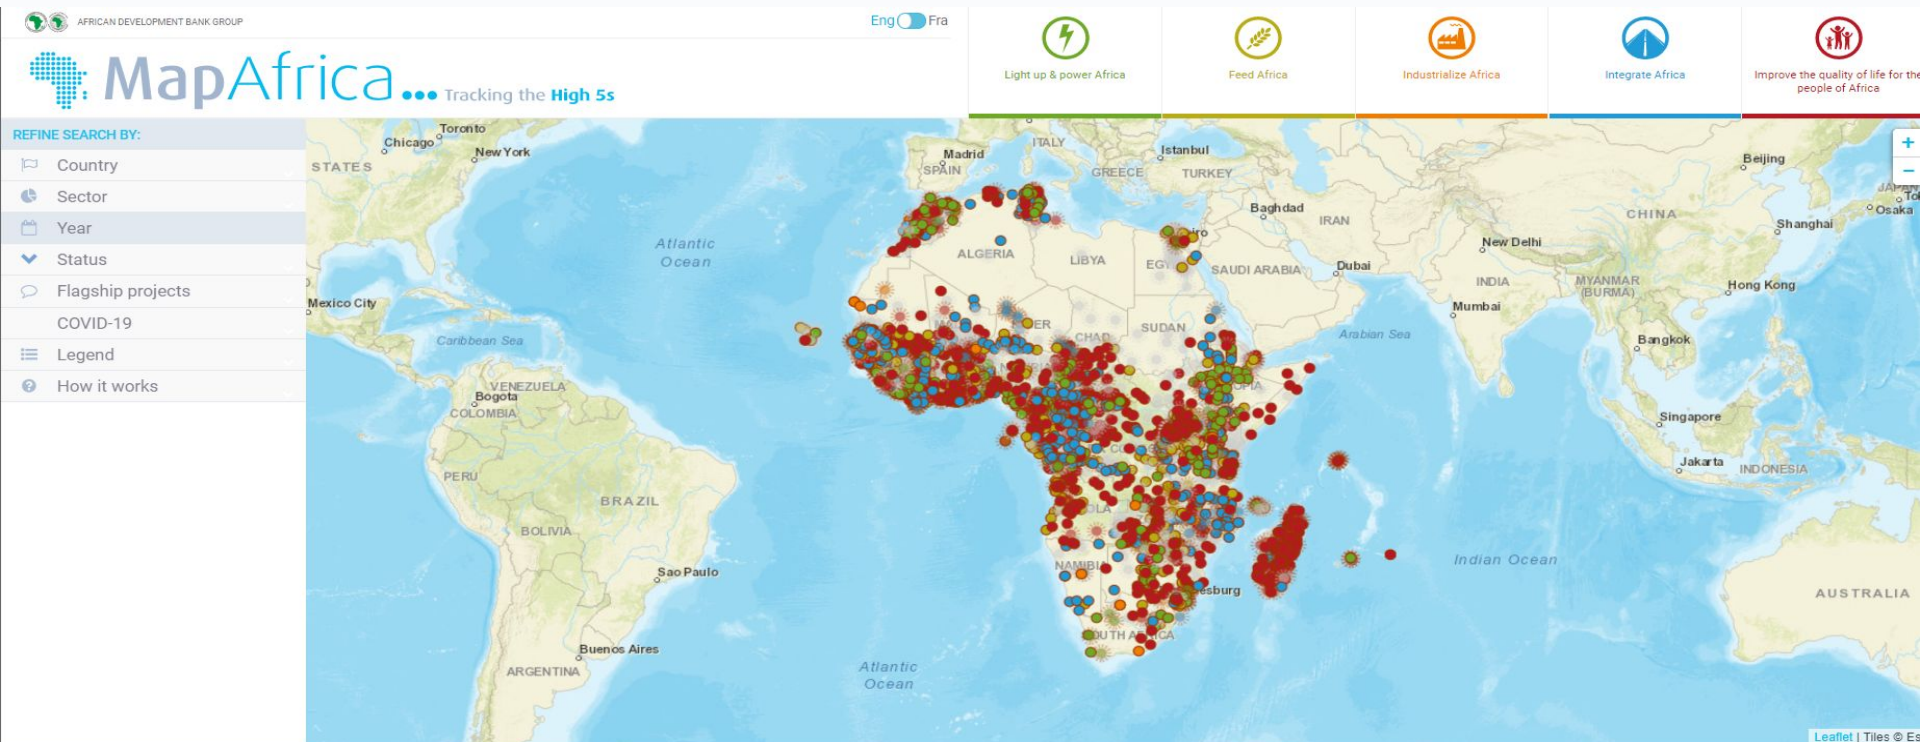 AFRICAN DEVELOPMENT BANK GROUP
Eng Fra
MapAfrica... Tracking the High 5s
Light up & power Africa
Feed Africa
Industrialize Africa
Integrate Africa
Improve the quality of life for the
people of Africa
REFINE SEARCH BY:
Country
Sector
Year
Status
Flagship projects
COVID-19
Legend
How it works
+
−
Toronto
Chicago
New York
STATES
Mexico City
Caribbean Sea
Atlantic
Ocean
VENEZUELA
Bogota
COLOMBIA
PERU
BRAZIL
BOLIVIA
Sao Paulo
Buenos Aires
ARGENTINA
Atlantic
Ocean
Madrid
SPAIN
ITALY
GREECE
Istanbul
TURKEY
Baghdad
IRAN
ALGERIA
LIBYA
SAUDI ARABIA
Dubai
CHAD
SUDAN
Arabian Sea
NAMIBIA
SOUTH AFRICA
Indian Ocean
New Delhi
INDIA
Mumbai
CHINA
Beijing
Shanghai
JAPAN
Osaka
MYANMAR
(BURMA)
Hong Kong
Bangkok
Singapore
Jakarta
INDONESIA
AUSTRALIA
Leaflet | Tiles ©